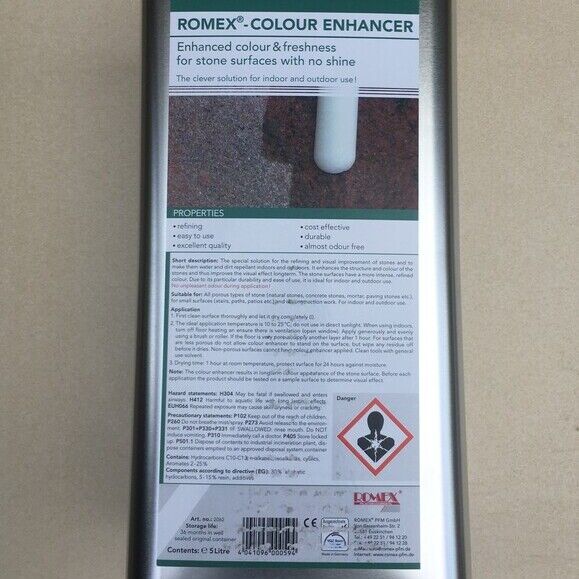 ROMEX®-COLOUR ENHANCER
Enhanced colour & freshness
for stone surfaces with no shine
The clever solution for indoor and outdoor use!
PROPERTIES
• refining
• easy to use
• excellent quality
• cost effective
• durable
• almost odour free
Short description: The special solution for the refining and visual improvement of stones and to
make them water and dirt repellant indoors and outdoors. It enhances the structure and colour of the
stones and thus improves the visual effect longterm. The stone surfaces have a more intense, refined
colour. Due to its particular durability and ease of use, it is ideal for indoor and outdoor use.
No unpleasant odour during application!
Suitable for: All porous types of stone (natural stones, concrete stones, mortar, paving stones etc.),
for small surfaces (stairs, paths, patios etc.) and construction work. For indoor and outdoor use.
Application
1. First clean surface thoroughly and let it dry completely
2. The ideal application temperature is 10 to 25°C, do not use in direct sunlight. When using indoors,
turn off floor heating an ensure there is ventilation (open window). Apply generously and evenly
using a brush or roller. If the floor is very porous apply another layer after 1 hour. For surfaces that
are less porous do not allow colour enhancer to stand on the surface, but wipe any residue off
before it dries. Non-porous surfaces cannot have colour enhancer applied. Clean tools with general
use solvent.
3. Drying time: 1 hour at room temperature, protect surface for 24 hours against moisture.
Note: The colour enhancer results in longterm colour appearance of the stone surface. Before each
application the product should be tested on a sample surface to determine visual effect.
Hazard statements: H304 May be fatal if swallowed and enters
airways. H412 Harmful to aquatic life with long lasting effects
EUH066 Repeated exposure may cause skin dryness or cracking.
Precautionary statements: P102 Keep out of the reach of children.
P260 Do not breathe mist/spray. P273 Avoid release to the environment.
P301+P330+P331 IF SWALLOWED: rinse mouth. Do NOT
induce vomiting. P310 Immediately call a doctor. P405 Store locked
up. P501.1 Dispose of contents to industrial incineration plant, dispose
containers emptied to an approved disposal system container
Contains: Hydrocarbons C10-C13, n-alkanes, isoalkanes, cyclics,
Aromates 2 - 25%
Components according to directive (EG): 30% aliphatic
hydrocarbons, 5 - 15% resin, additives
Danger
ROMEX®
Art. no.: 2062
Storage life:
36 months in well
sealed original container
Contents: ℮ 5 Litre
4 041096 000594
CE
ROMEX® PFM GmbH
Euskirchen
Tel.: +49 2251 / 94 12 20